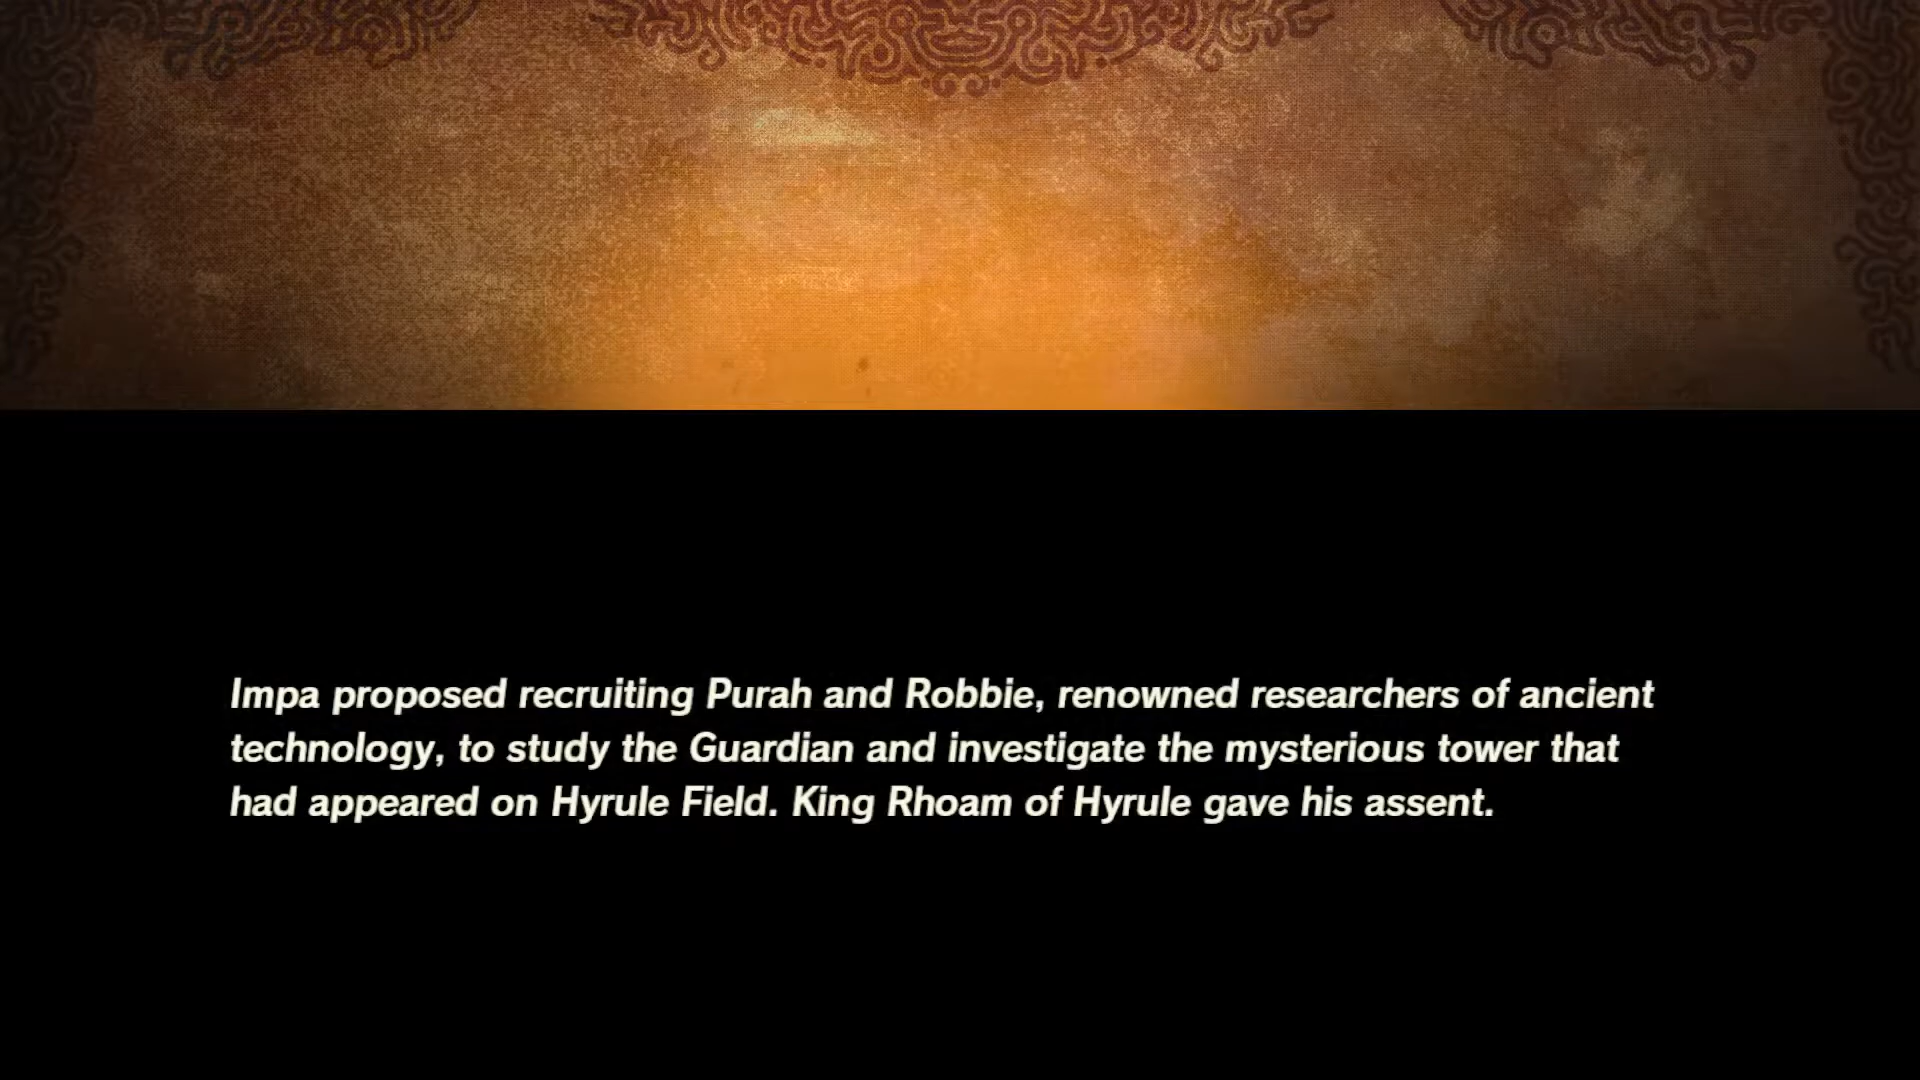 Impa proposed recruiting Purah and Robbie, renowned researchers of ancient
technology, to study the Guardian and investigate the mysterious tower that
had appeared on Hyrule Field. King Rhoam of Hyrule gave his assent.